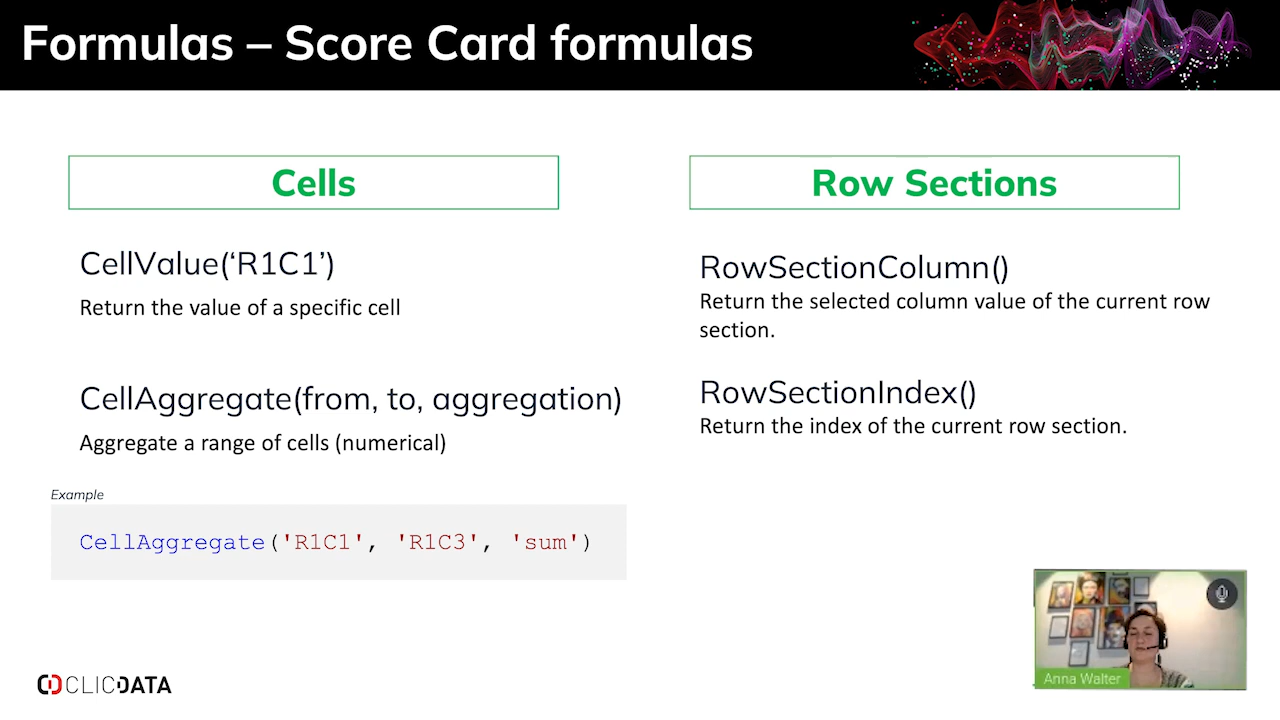 Formulas – Score Card formulas
Cells
CellValue(‘R1C1’)
Return the value of a specific cell
CellAggregate(from, to, aggregation)
Aggregate a range of cells (numerical)
Example
CellAggregate('R1C1', 'R1C3', 'sum')
Row Sections
RowSectionColumn()
Return the selected column value of the current row
section.
RowSectionIndex()
Return the index of the current row section.
CLICDATA
Anna Walter